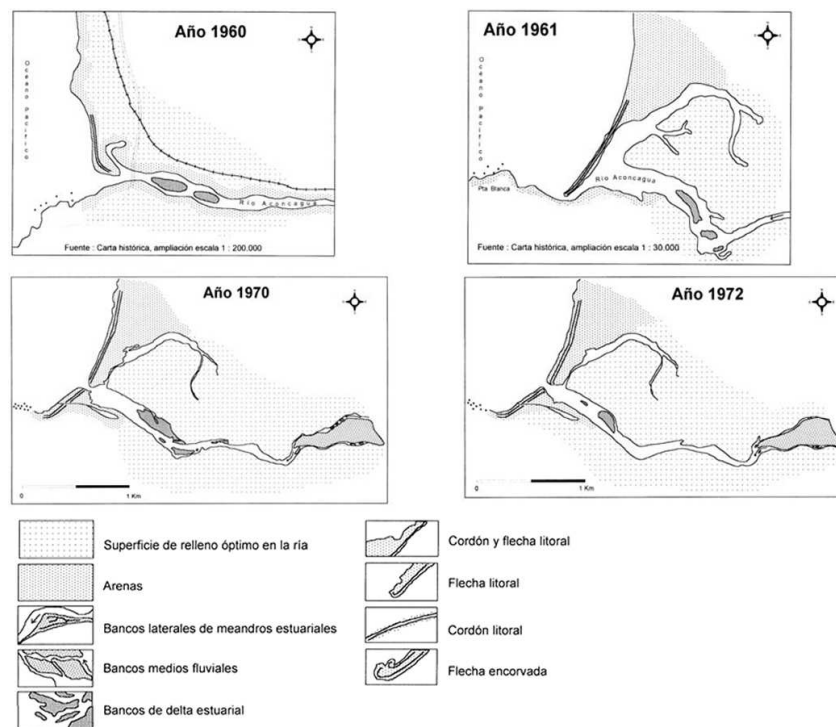 Año 1960
Océano Pacífico
Río Aconcagua
Fuente : Carta histórica, ampliación escala 1 : 200.000
Año 1961
Océano Pacífico
Pta Blanca
Río Aconcagua
Fuente : Carta histórica, ampliación escala 1 : 30.000
Año 1970
0 1 Km
Año 1972
0 1 Km
Superficie de relleno óptimo en la ría
Arenas
Bancos laterales de meandros estuariales
Bancos medios fluviales
Bancos de delta estuarial
Cordón y flecha litoral
Flecha litoral
Cordón litoral
Flecha encorvada